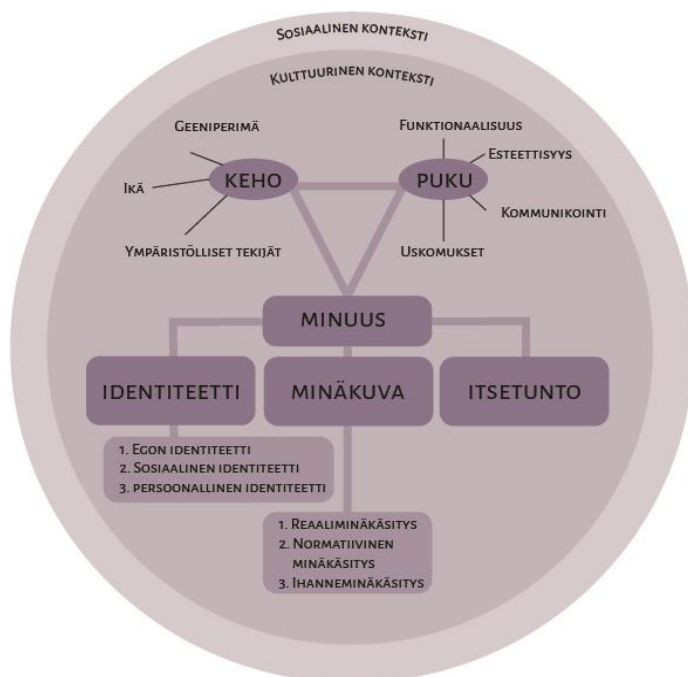 SOSIAALINEN KONTEKSTI
KULTTUURINEN KONTEKSTI
GEENIPERIMÄ
IKÄ
YMPÄRISTÖLLISET TEKIJÄT
KEHO
PUKU
FUNKTIONAALISUUS
ESTEETTISYYS
KOMMUNIKOINTI
USKOMUKSET
MINUUS
IDENTITEETTI
MINÄKUVA
ITSETUNTO
1. EGON IDENTITEETTI
2. SOSIAALINEN IDENTITEETTI
3. PERSOONALLINEN IDENTITEETTI
1. REAALIMINÄKÄSITYS
2. NORMATIIVINEN
MINÄKÄSITYS
3. IHANNEMINÄKÄSITYS